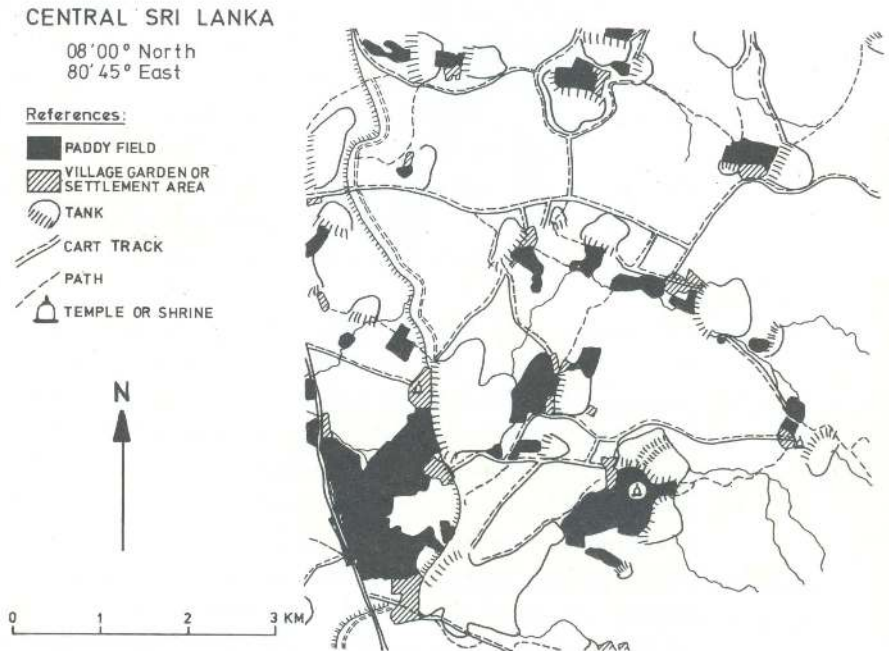 CENTRAL SRI LANKA
08'00° North
80'45° East
References:
PADDY FIELD
VILLAGE GARDEN OR
SETTLEMENT AREA
TANK
CART TRACK
PATH
TEMPLE OR SHRINE
N
0 1 2 3 KM